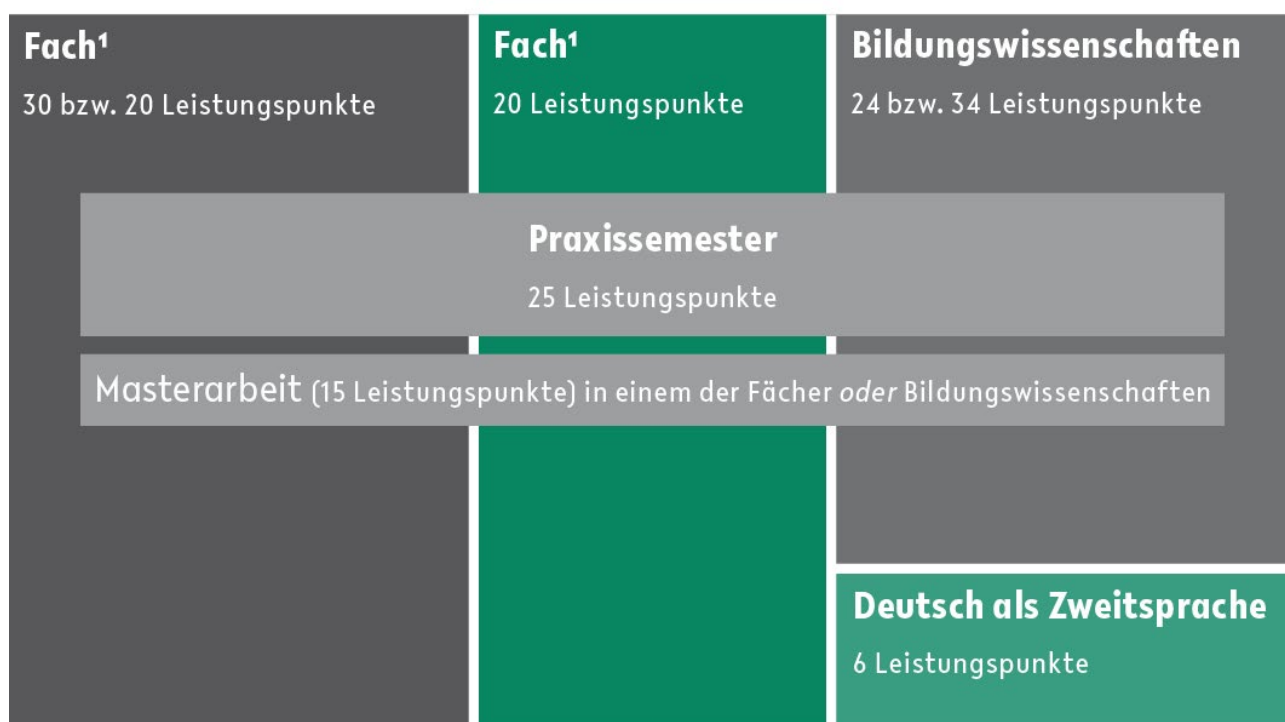 Fach¹
30 bzw. 20 Leistungspunkte
Fach¹
20 Leistungspunkte
Bildungswissenschaften
24 bzw. 34 Leistungspunkte
Praxissemester
25 Leistungspunkte
Masterarbeit (15 Leistungspunkte) in einem der Fächer oder Bildungswissenschaften
Deutsch als Zweitsprache
6 Leistungspunkte